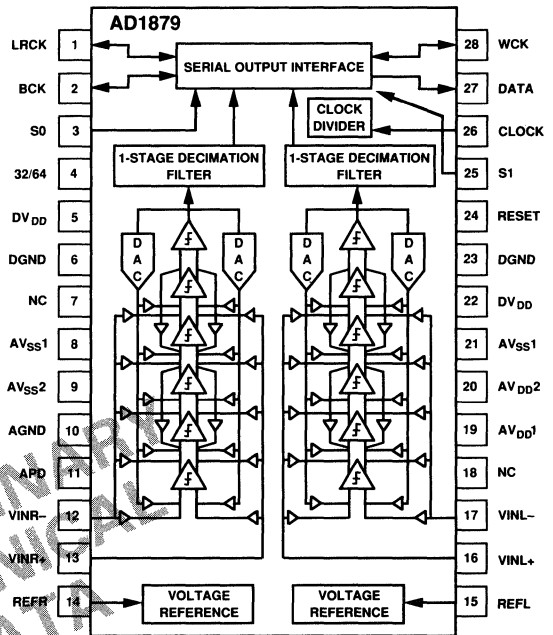 AD1879
LRCK 1
BCK 2
S0 3
32/64 4
DVDD 5
DGND 6
NC 7
AVSS1 8
AVSS2 9
AGND 10
APD 11
VINR– 12
VINR+ 13
REFR 14
28 WCK
27 DATA
26 CLOCK
25 S1
24 RESET
23 DGND
22 DVDD
21 AVSS1
20 AVDD2
19 AVDD1
18 NC
17 VINL–
16 VINL+
15 REFL
SERIAL OUTPUT INTERFACE
CLOCK
DIVIDER
1-STAGE DECIMATION
FILTER
1-STAGE DECIMATION
FILTER
DAC
DAC
DAC
DAC
VOLTAGE
REFERENCE
VOLTAGE
REFERENCE